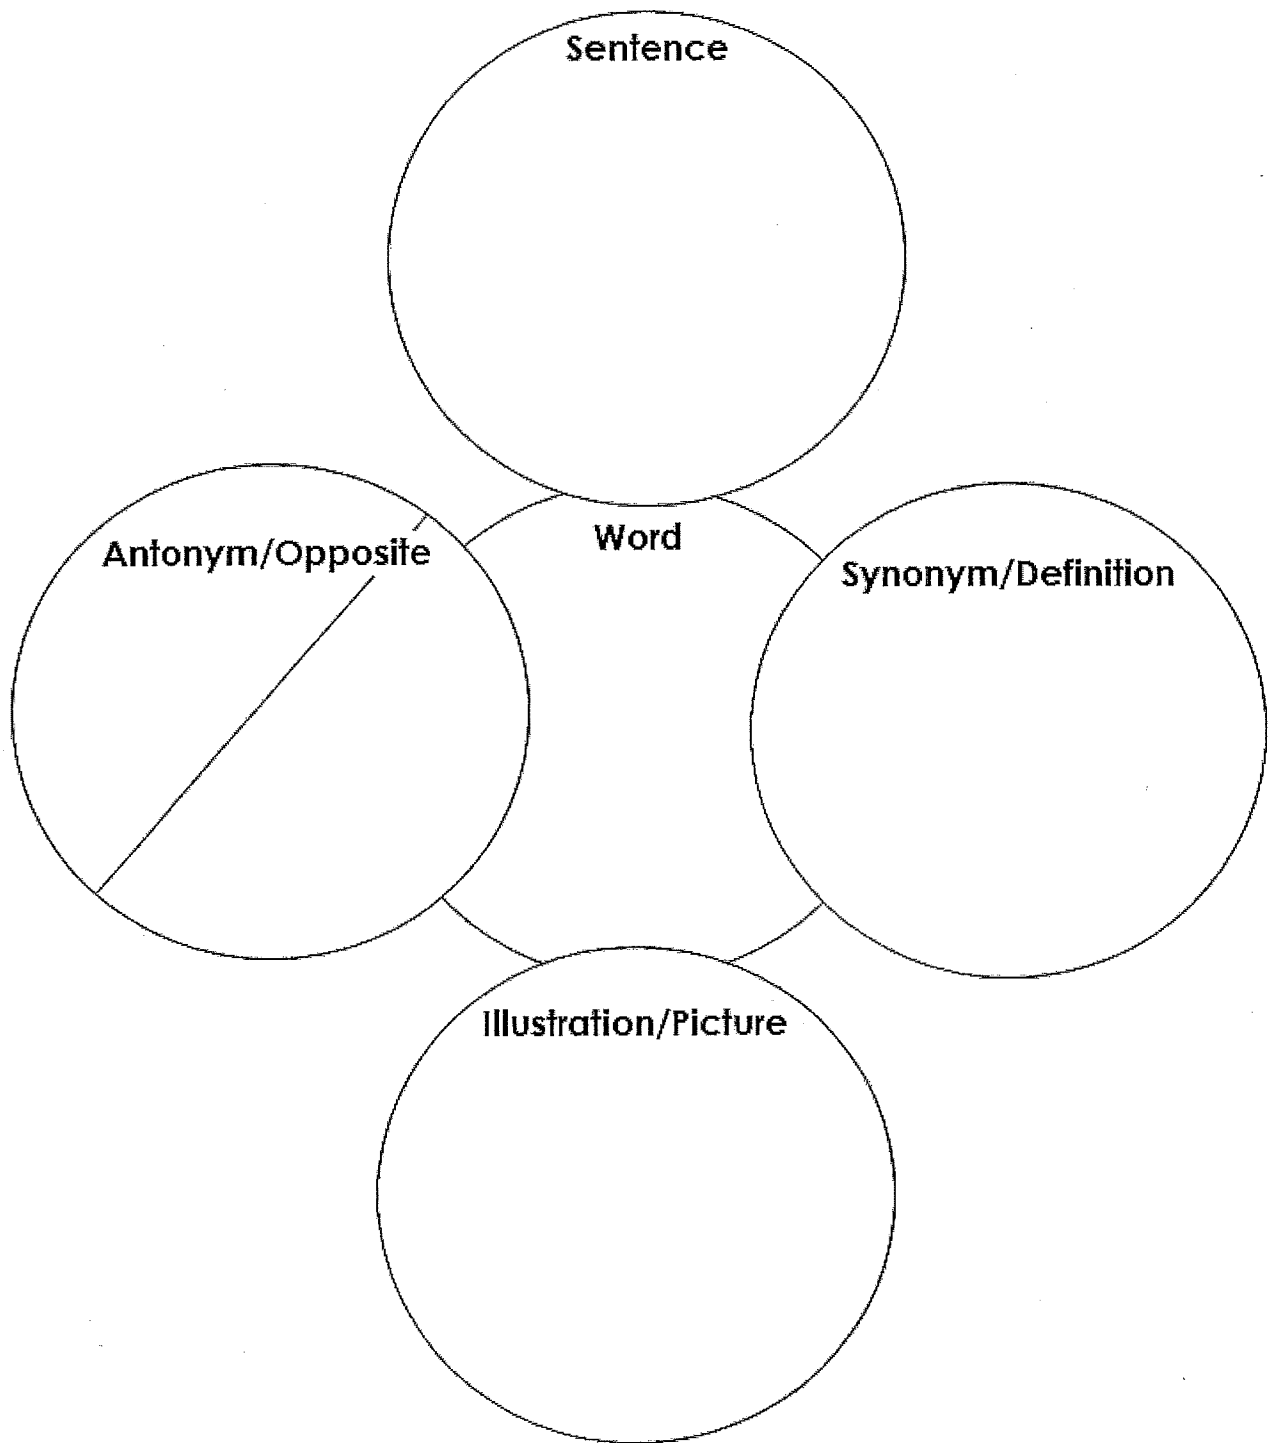 Sentence
Antonym/Opposite
Word
Synonym/Definition
Illustration/Picture